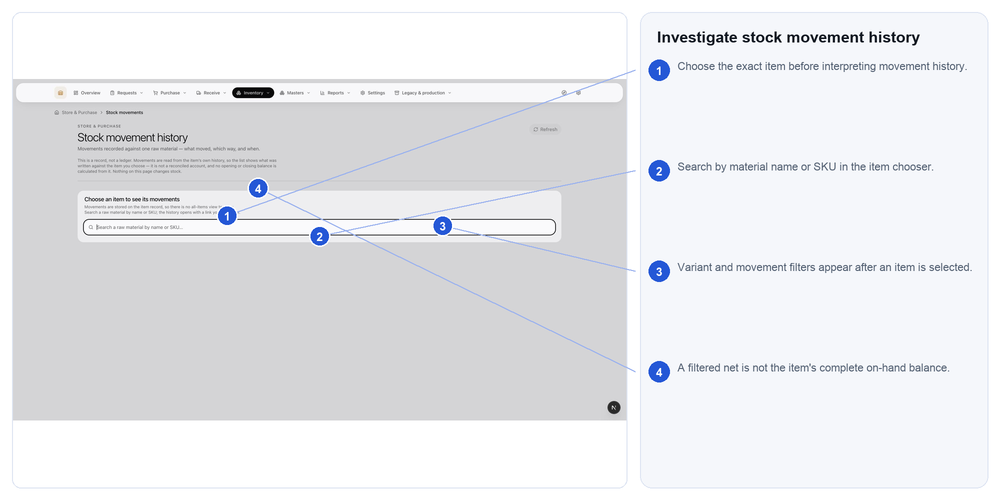 Overview
Requests
Purchase
Receive
Inventory
Masters
Reports
Settings
Legacy & production
Store & Purchase
Stock movements
STORE & PURCHASE
Stock movement history
Refresh
Movements recorded against one raw material — what moved, which way, and when.
This is a record, not a ledger. Movements are read from the item's own history, so the list shows what was
written against the item you choose — it is not a reconciled account, and no opening or closing balance is
calculated from it. Nothing on this page changes stock.
4
Choose an item to see its movements
Movements are stored on the item record, so there is no all-items view
Search a raw material by name or SKU; the history opens with a link
1
Search a raw material by name or SKU...
3
2
N
Investigate stock movement history
1 Choose the exact item before interpreting movement history.
2 Search by material name or SKU in the item chooser.
3 Variant and movement filters appear after an item is selected.
4 A filtered net is not the item's complete on-hand balance.